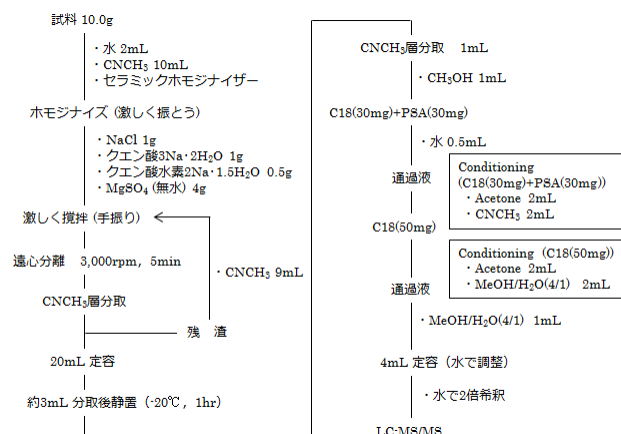 試料 10.0g
・水 2mL
・CNCH₃ 10mL
・セラミックホモジナイザー
ホモジナイズ (激しく振とう)
・NaCl 1g
・クエン酸3Na･2H₂O 1g
・クエン酸水素2Na･1.5H₂O 0.5g
・MgSO₄ (無水) 4g
激しく撹拌 (手振り)
遠心分離 3,000rpm, 5min
・CNCH₃ 9mL
CNCH₃層分取
残 渣
20mL 定容
約3mL 分取後静置 (-20℃, 1hr)
CNCH₃層分取 1mL
・CH₃OH 1mL
C18(30mg)+PSA(30mg)
・水 0.5mL
通過液
Conditioning
(C18(30mg)+PSA(30mg))
・Acetone 2mL
・CNCH₃ 2mL
C18(50mg)
Conditioning (C18(50mg))
・Acetone 2mL
・MeOH/H₂O(4/1) 2mL
通過液
・MeOH/H₂O(4/1) 1mL
4mL 定容 (水で調整)
・水で2倍希釈
LC-MS/MS